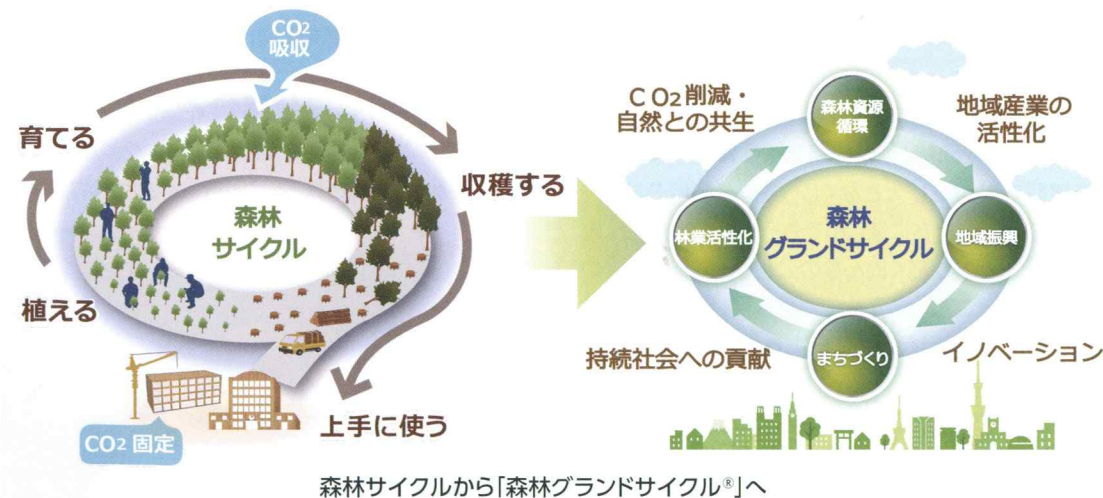 CO2
吸収
育てる
収穫する
森林
サイクル
植える
上手に使う
CO2 固定
CO2削減・
自然との共生
森林資源
循環
地域産業の
活性化
林業活性化
森林
グランドサイクル
地域振興
持続社会への貢献
まちづくり
イノベーション
森林サイクルから「森林グランドサイクル®」へ